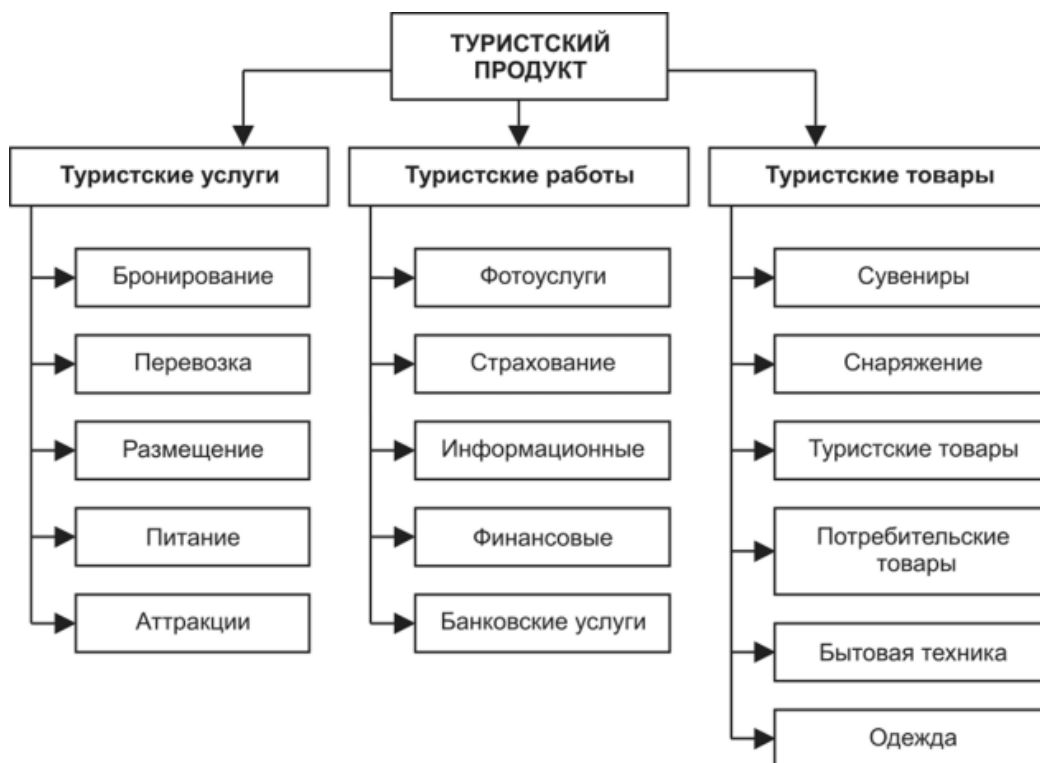 ТУРИСТСКИЙ
ПРОДУКТ
Туристские услуги
Туристские работы
Туристские товары
Бронирование
Фотоуслуги
Сувениры
Перевозка
Страхование
Снаряжение
Размещение
Информационные
Туристские товары
Питание
Финансовые
Потребительские
товары
Аттракции
Банковские услуги
Бытовая техника
Одежда